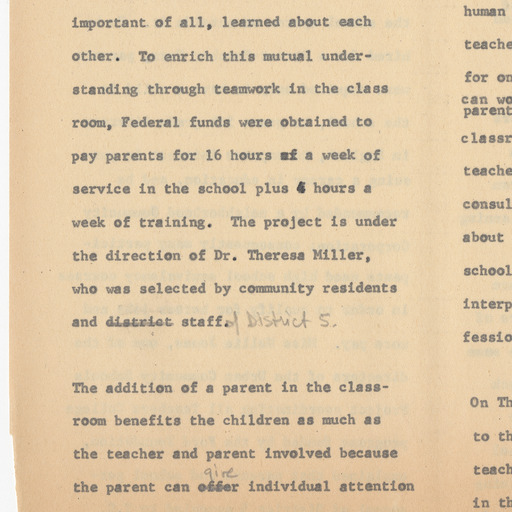 important of all, learned about each
other. To enrich this mutual under-
standing through teamwork in the class
room, Federal funds were obtained to
pay parents for 16 hours of a week of
service in the school plus 4 hours a
week of training. The project is under
the direction of Dr. Theresa Miller,
who was selected by community residents
and district staff. of District 5.
The addition of a parent in the class-
room benefits the children as much as
the teacher and parent involved because
give
the parent can offer individual attention
human
teache
for on
can wo
parent
classr
teache
consul
about
school
interp
fessio
On Th
to th
teach
in th